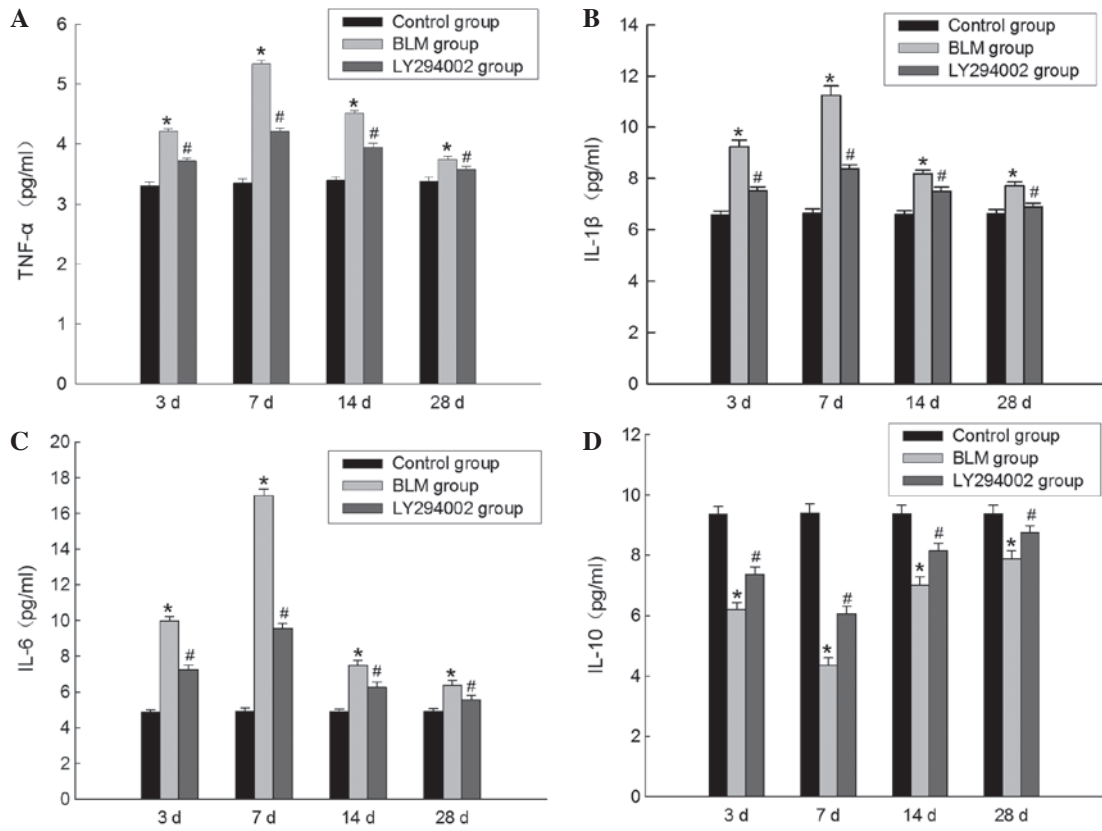 A
TNF-α (pg/ml)
6
5
4
3
2
1
0
Control group
BLM group
LY294002 group
* # * # * # * #
3 d 7 d 14 d 28 d
B
IL-1β (pg/ml)
14
12
10
8
6
4
2
0
Control group
BLM group
LY294002 group
* # * # * # * #
3 d 7 d 14 d 28 d
C
IL-6 (pg/ml)
20
18
16
14
12
10
8
6
4
2
0
Control group
BLM group
LY294002 group
* # * # * # * #
3 d 7 d 14 d 28 d
D
IL-10 (pg/ml)
12
10
8
6
4
2
0
Control group
BLM group
LY294002 group
* # * # * # * #
3 d 7 d 14 d 28 d